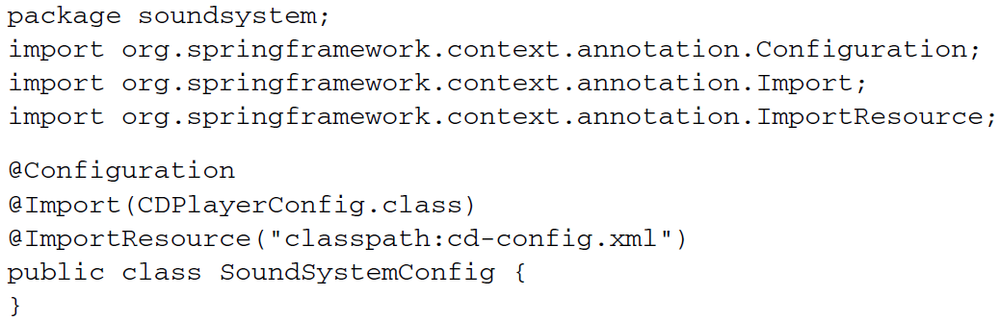 package soundsystem;
import org.springframework.context.annotation.Configuration;
import org.springframework.context.annotation.Import;
import org.springframework.context.annotation.ImportResource;
@Configuration
@Import(CDPlayerConfig.class)
@ImportResource("classpath:cd-config.xml")
public class SoundSystemConfig {
}